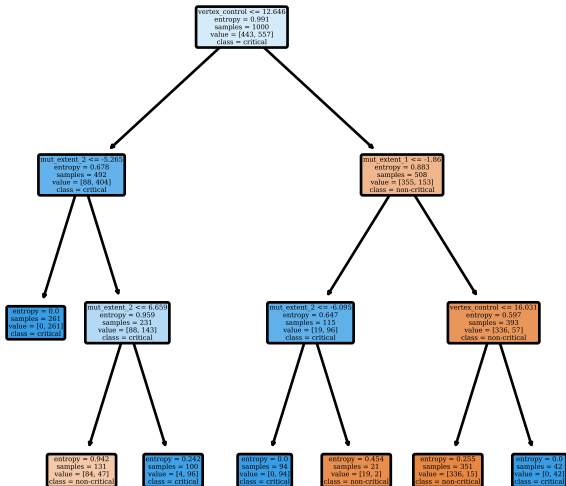 vertex_control <= 12.646
entropy = 0.991
samples = 1000
value = [443, 557]
class = critical
mut_extent_2 <= -5.265
entropy = 0.678
samples = 492
value = [88, 404]
class = critical
mut_extent_1 <= -1.86
entropy = 0.883
samples = 508
value = [355, 153]
class = non-critical
entropy = 0.0
samples = 261
value = [0, 261]
class = critical
mut_extent_2 <= 6.659
entropy = 0.959
samples = 231
value = [88, 143]
class = critical
mut_extent_2 <= -6.095
entropy = 0.647
samples = 115
value = [19, 96]
class = critical
vertex_control <= 16.031
entropy = 0.597
samples = 393
value = [336, 57]
class = non-critical
entropy = 0.942
samples = 131
value = [84, 47]
class = non-critical
entropy = 0.242
samples = 100
value = [4, 96]
class = critical
entropy = 0.0
samples = 94
value = [0, 94]
class = critical
entropy = 0.454
samples = 21
value = [19, 2]
class = non-critical
entropy = 0.255
samples = 351
value = [336, 15]
class = non-critical
entropy = 0.0
samples = 42
value = [0, 42]
class = critical